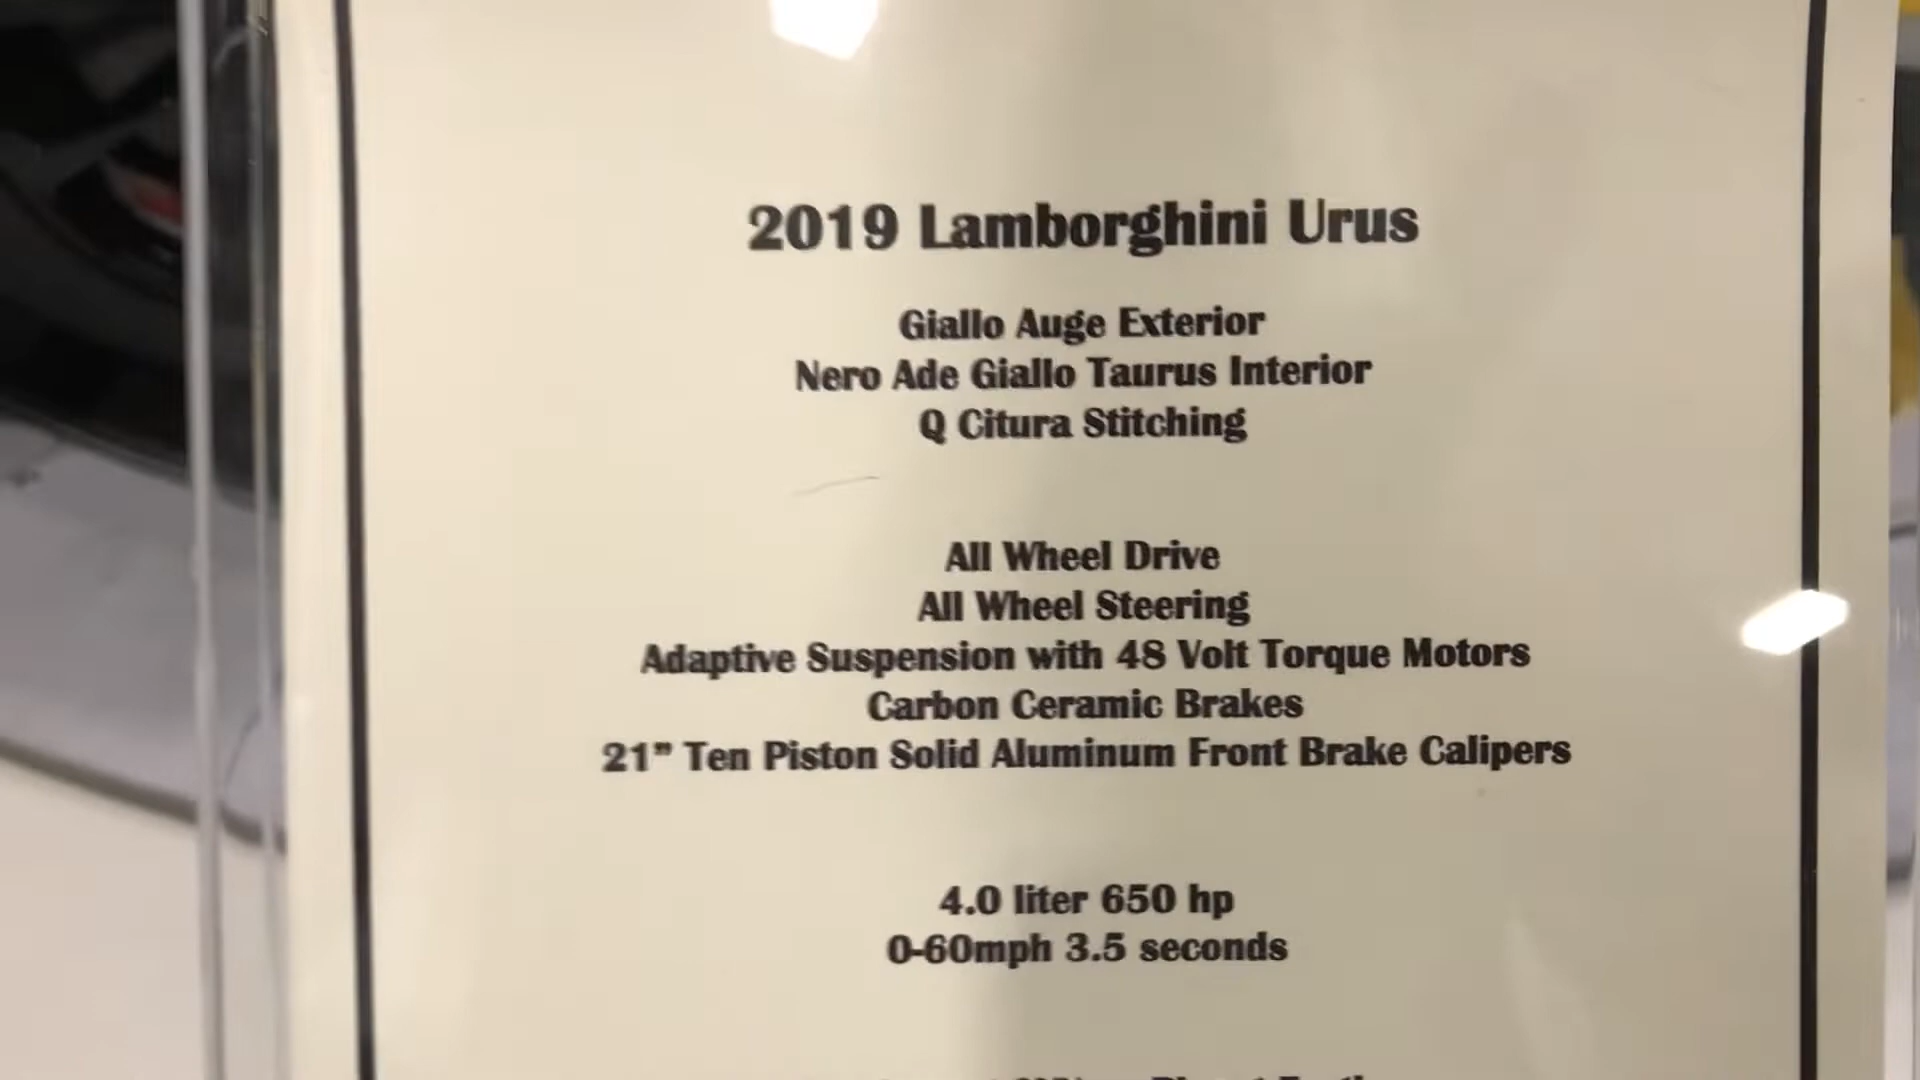 2019 Lamborghini Urus
Giallo Auge Exterior
Nero Ade Giallo Taurus Interior
Q Citura Stitching
All Wheel Drive
All Wheel Steering
Adaptive Suspension with 48 Volt Torque Motors
Carbon Ceramic Brakes
21” Ten Piston Solid Aluminum Front Brake Calipers
4.0 liter 650 hp
0-60mph 3.5 seconds